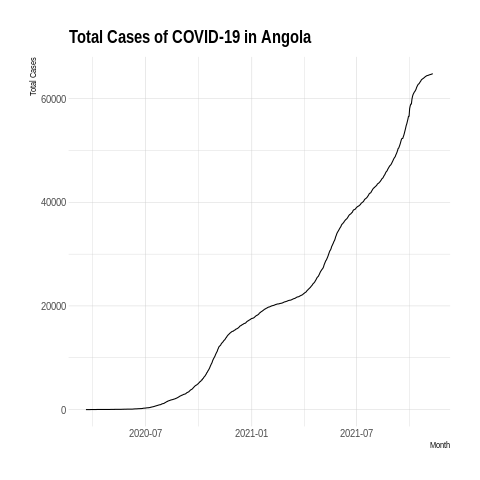 Total Cases of COVID-19 in Angola
Total Cases
60000
40000
20000
0
2020-07
2021-01
2021-07
Month